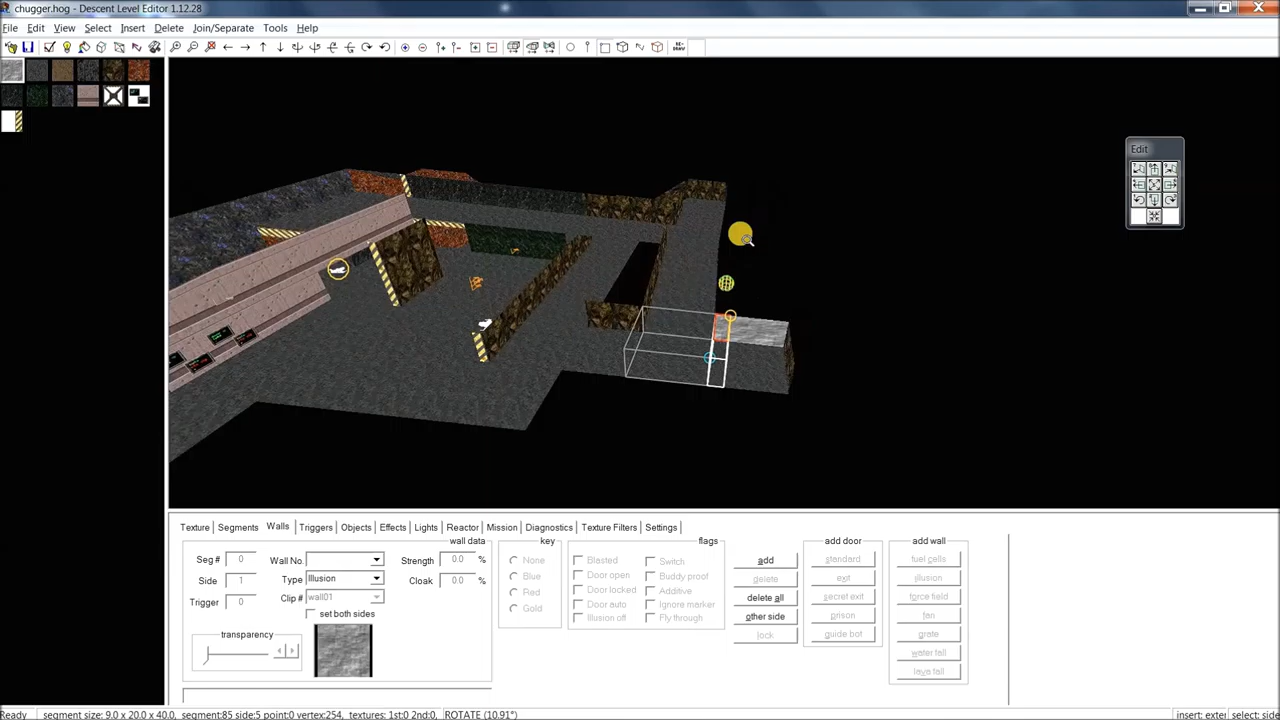 chugger.hog - Descent Level Editor 1.12.28
File Edit View Select Insert Delete Join/Separate Tools Help
Edit
Texture Segments Walls Triggers Objects Effects Lights Reactor Mission Diagnostics Texture Filters Settings
wall data key flags add door add wall
Seg # 0 Wall No. Strength 0.0 % None Blasted Switch add standard fuel cells
Side 1 Type Illusion Cloak 0.0 % Blue Door open Buddy proof delete exit illusion
Trigger 0 Clip # wall01 Red Door locked Additive delete all secret exit force field
set both sides Gold Door auto Ignore marker other side prison fan
transparency Illusion off Fly through lock guide bot grate
water fall
lava fall
Ready segment size: 9.0 x 20.0 x 40.0, segment:85 side:5 point:0 vertex:254, textures: 1st:0 2nd:0, ROTATE (10.91°) insert: exte select: side